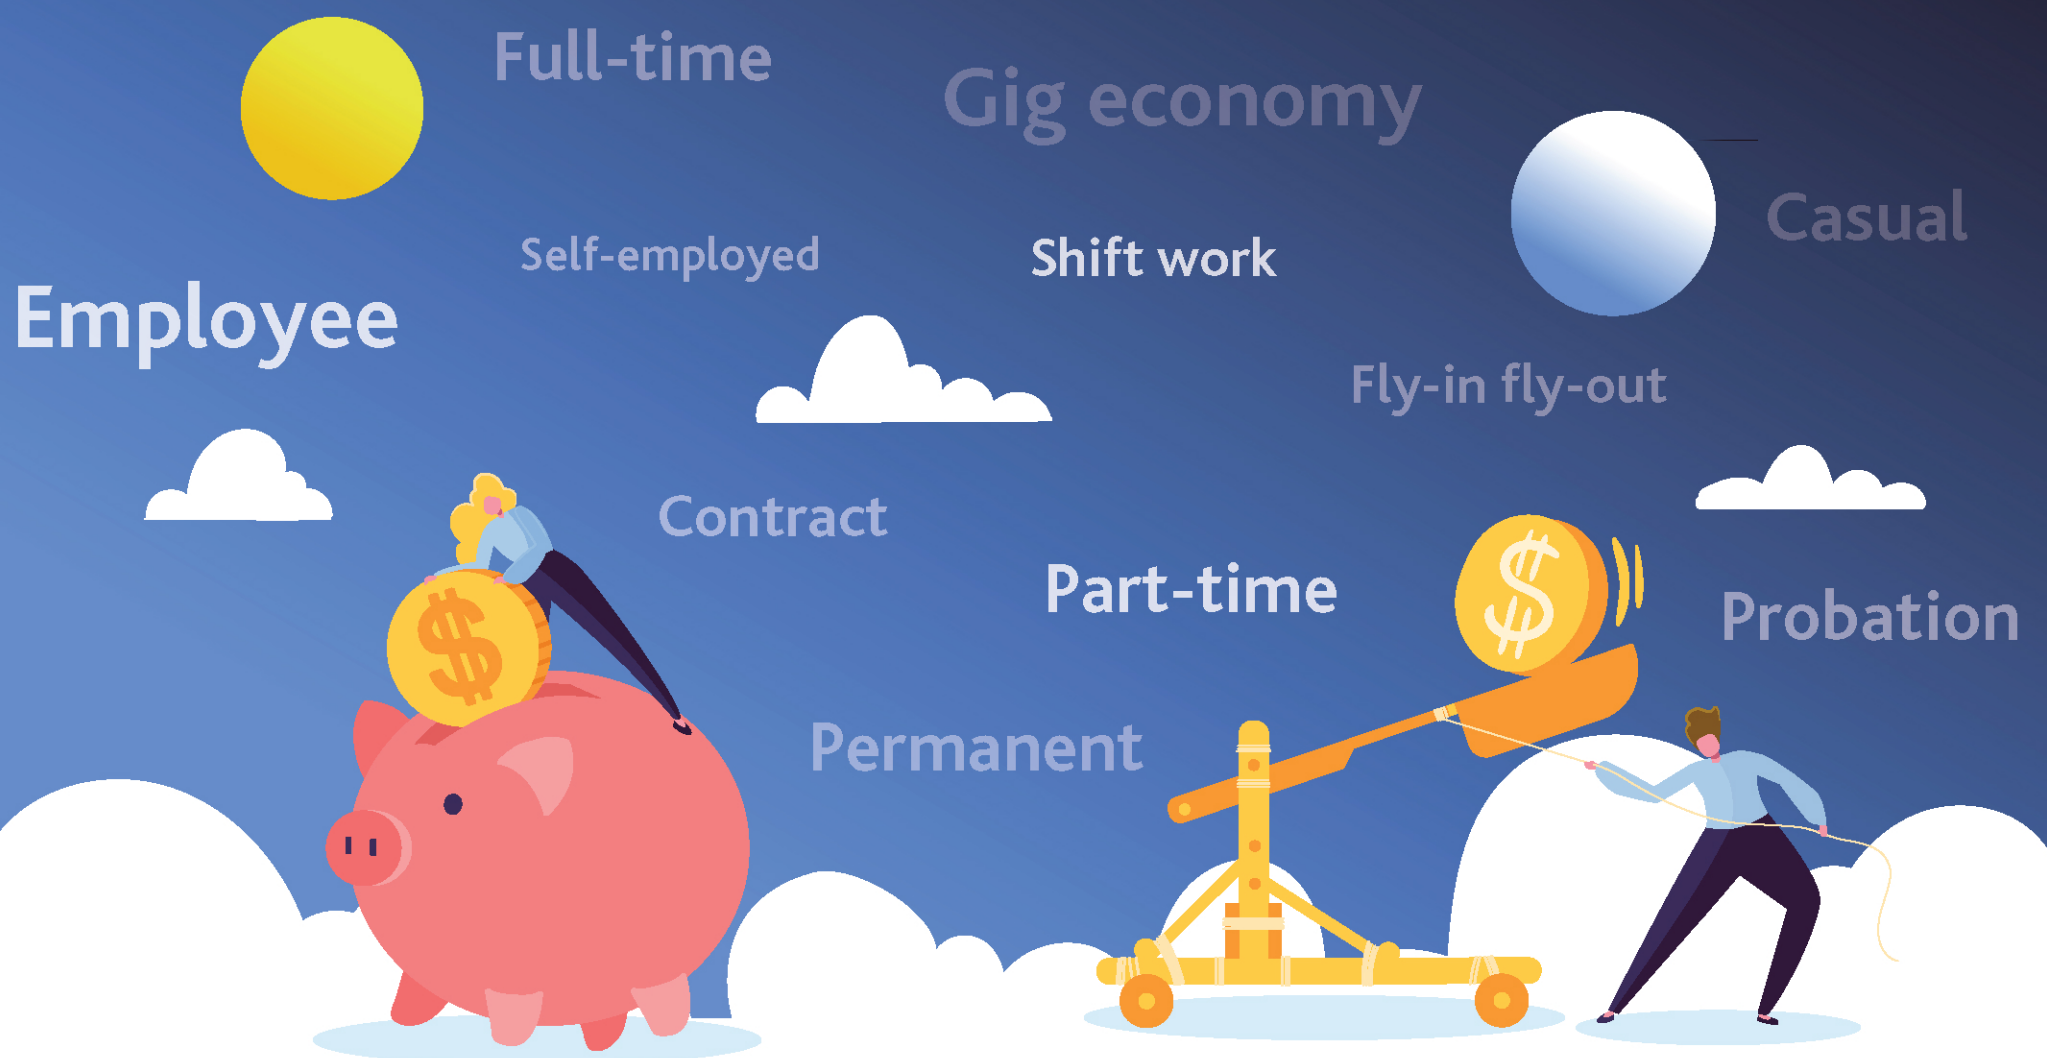 Full-time
Gig economy
Casual
Self-employed
Shift work
Employee
Fly-in fly-out
Contract
Part-time
Probation
Permanent
$
$